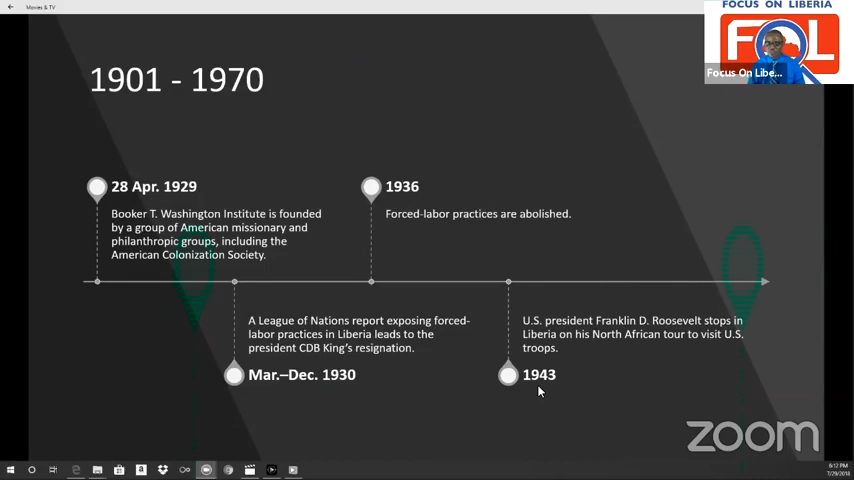 Movies & TV
FOCUS ON LIBERIA
FOL
Focus On Libe...
1901 - 1970
28 Apr. 1929
Booker T. Washington Institute is founded
by a group of American missionary and
philanthropic groups, including the
American Colonization Society.
1936
Forced-labor practices are abolished.
A League of Nations report exposing forced-
labor practices in Liberia leads to the
president CDB King's resignation.
Mar.–Dec. 1930
U.S. president Franklin D. Roosevelt stops in
Liberia on his North African tour to visit U.S.
troops.
1943
zoom
6:12 PM
7/29/2018